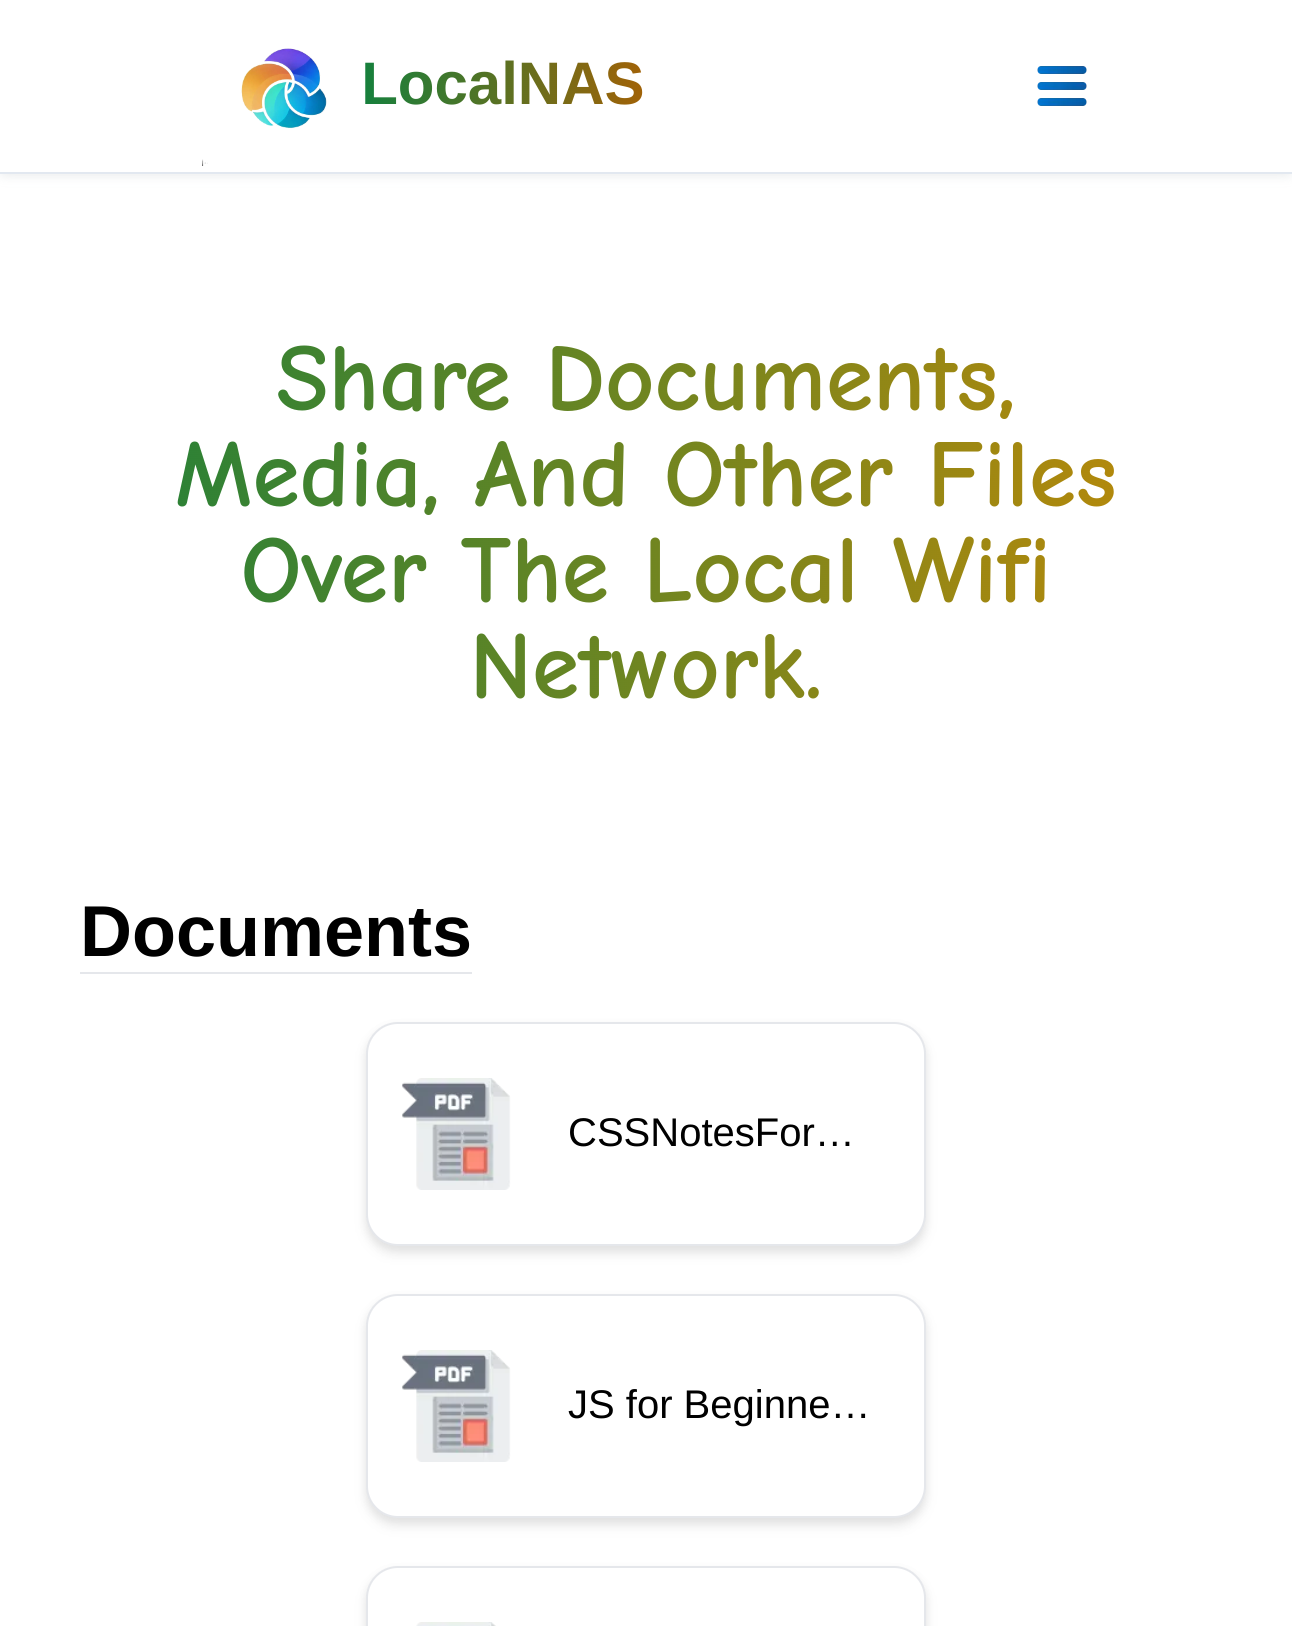 LocalNAS
Share Documents,
Media, And Other Files
Over The Local Wifi
Network.
Documents
PDF
CSSNotesFor…
PDF
JS for Beginne…